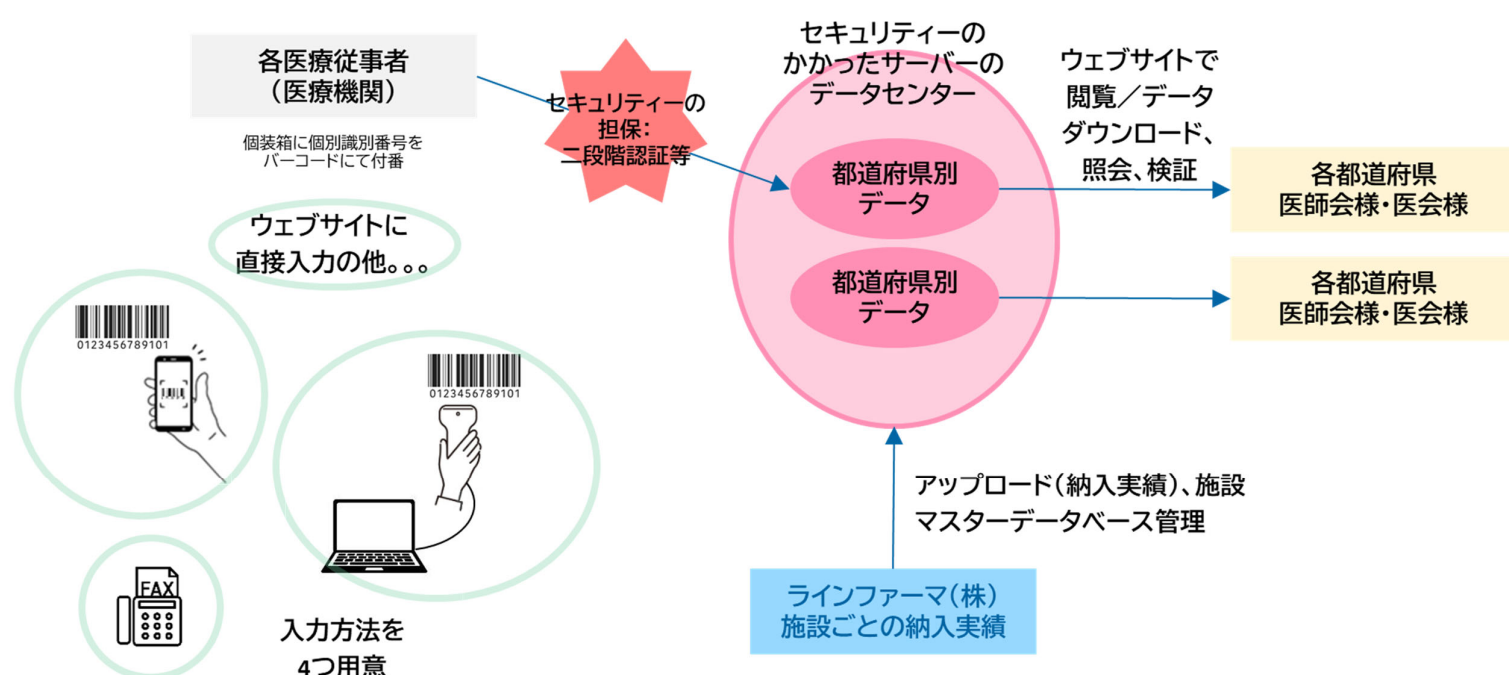 各医療従事者
（医療機関）
個装箱に個別識別番号を
バーコードにて付番
セキュリティーの
担保：
二段階認証等
セキュリティーの
かかったサーバーの
データセンター
都道府県別
データ
都道府県別
データ
ウェブサイトで
閲覧／データ
ダウンロード、
照会、検証
各都道府県
医師会様・医会様
各都道府県
医師会様・医会様
ウェブサイトに
直接入力の他。。。
0123456789101
0123456789101
FAX
入力方法を
4つ用意
アップロード（納入実績）、施設
マスターデータベース管理
ラインファーマ（株）
施設ごとの納入実績